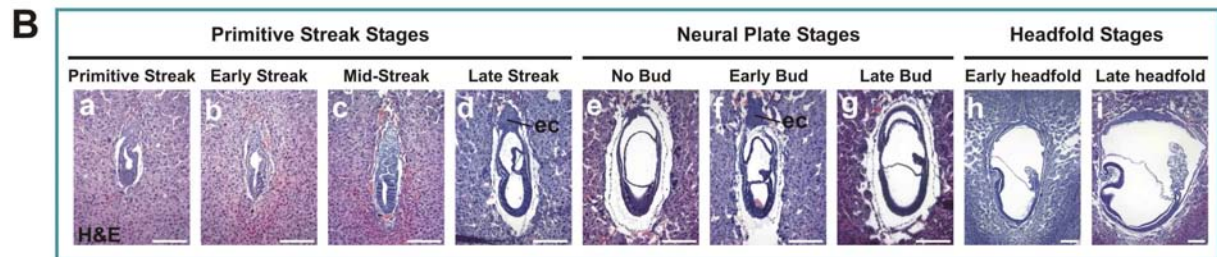 B
Primitive Streak Stages Neural Plate Stages Headfold Stages
Primitive Streak Early Streak Mid-Streak Late Streak No Bud Early Bud Late Bud Early headfold Late headfold
a b c d e f g h i
ec ec
H&E